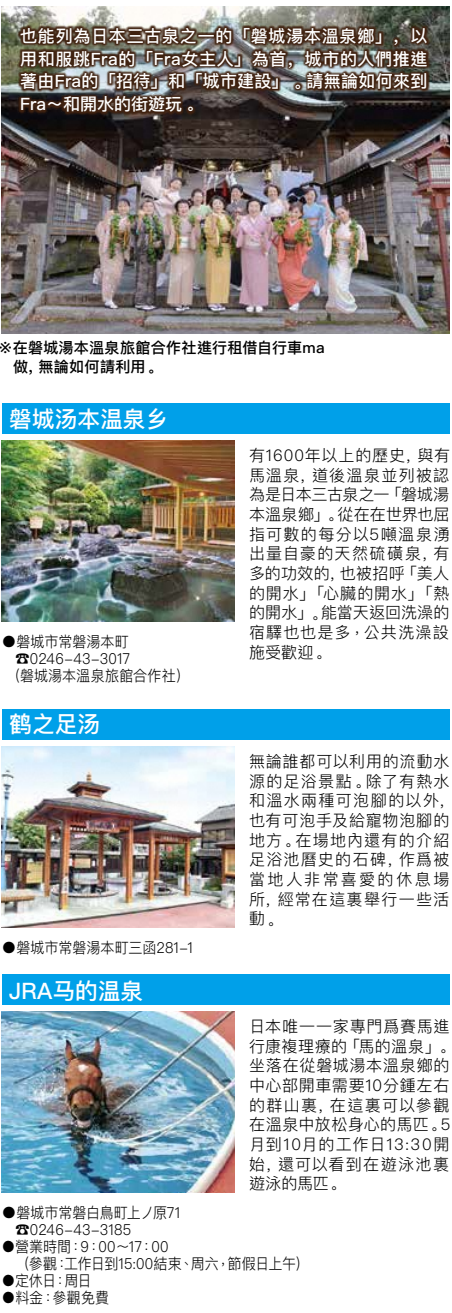 也能列為日本三古泉之一的「磐城湯本溫泉鄉」，以
用和服跳Fra的「Fra女主人」為首，城市的人們推進
著由Fra的「招待」和「城市建設」。請無論如何來到
Fra～和開水的街遊玩。
※在磐城湯本溫泉旅館合作社進行租借自行車ma
做，無論如何請利用。
磐城汤本温泉乡
有1600年以上的歷史，與有
馬溫泉，道後溫泉並列被認
為是日本三古泉之一「磐城湯
本溫泉鄉」。從在在世界也屈
指可數的每分以5噸溫泉湧
出量自豪的天然硫磺泉，有
多的功效的，也被招呼「美人
的開水」「心臟的開水」「熱
的開水」。能當天返回洗澡的
宿驛也也是多，公共洗澡設
施受歡迎。
●磐城市常磐湯本町
☎0246–43–3017
(磐城湯本溫泉旅館合作社)
鹤之足汤
無論誰都可以利用的流動水
源的足浴景點。除了有熱水
和溫水兩種可泡腳的以外，
也有可泡手及給寵物泡腳的
地方。在場地內還有的介紹
足浴池曆史的石碑，作爲被
當地人非常喜愛的休息場
所，經常在這裏舉行一些活
動。
●磐城市常磐湯本町三函281–1
JRA马的温泉
日本唯一一家專門爲賽馬進
行康複理療的「馬的溫泉」。
坐落在從磐城湯本溫泉鄉的
中心部開車需要10分鍾左右
的群山裏，在這裏可以參觀
在溫泉中放松身心的馬匹。5
月到10月的工作日13:30開
始，還可以看到在遊泳池裏
遊泳的馬匹。
●磐城市常磐白鳥町上ノ原71
☎0246–43–3185
●營業時間：9：00～17：00
(參觀：工作日到15:00結束、周六，節假日上午)
●定休日：周日
●料金：參觀免費